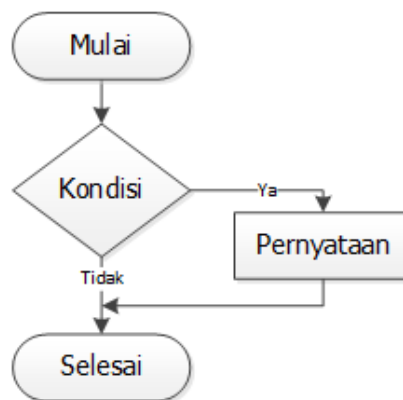 Mulai
Kondisi
Ya
Pernyataan
Tidak
Selesai